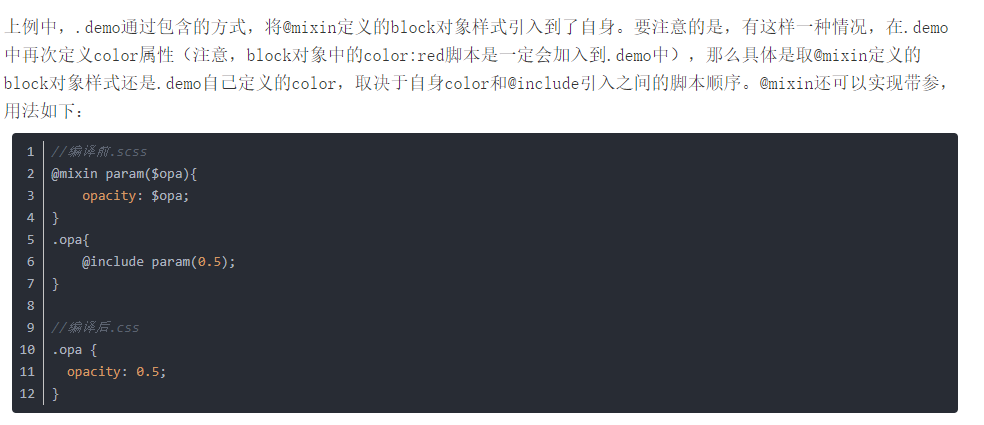 上例中，.demo通过包含的方式，将@mixin定义的block对象样式引入到了自身。要注意的是，有这样一种情况，在.demo
中再次定义color属性（注意，block对象中的color:red脚本是一定会加入到.demo中），那么具体是取@mixin定义的
block对象样式还是.demo自己定义的color，取决于自身color和@include引入之间的脚本顺序。@mixin还可以实现带参，
用法如下：
1 //编译前.scss
2 @mixin param($opa){
3     opacity: $opa;
4 }
5 .opa{
6     @include param(0.5);
7 }
8
9 //编译后.css
10 .opa {
11   opacity: 0.5;
12 }